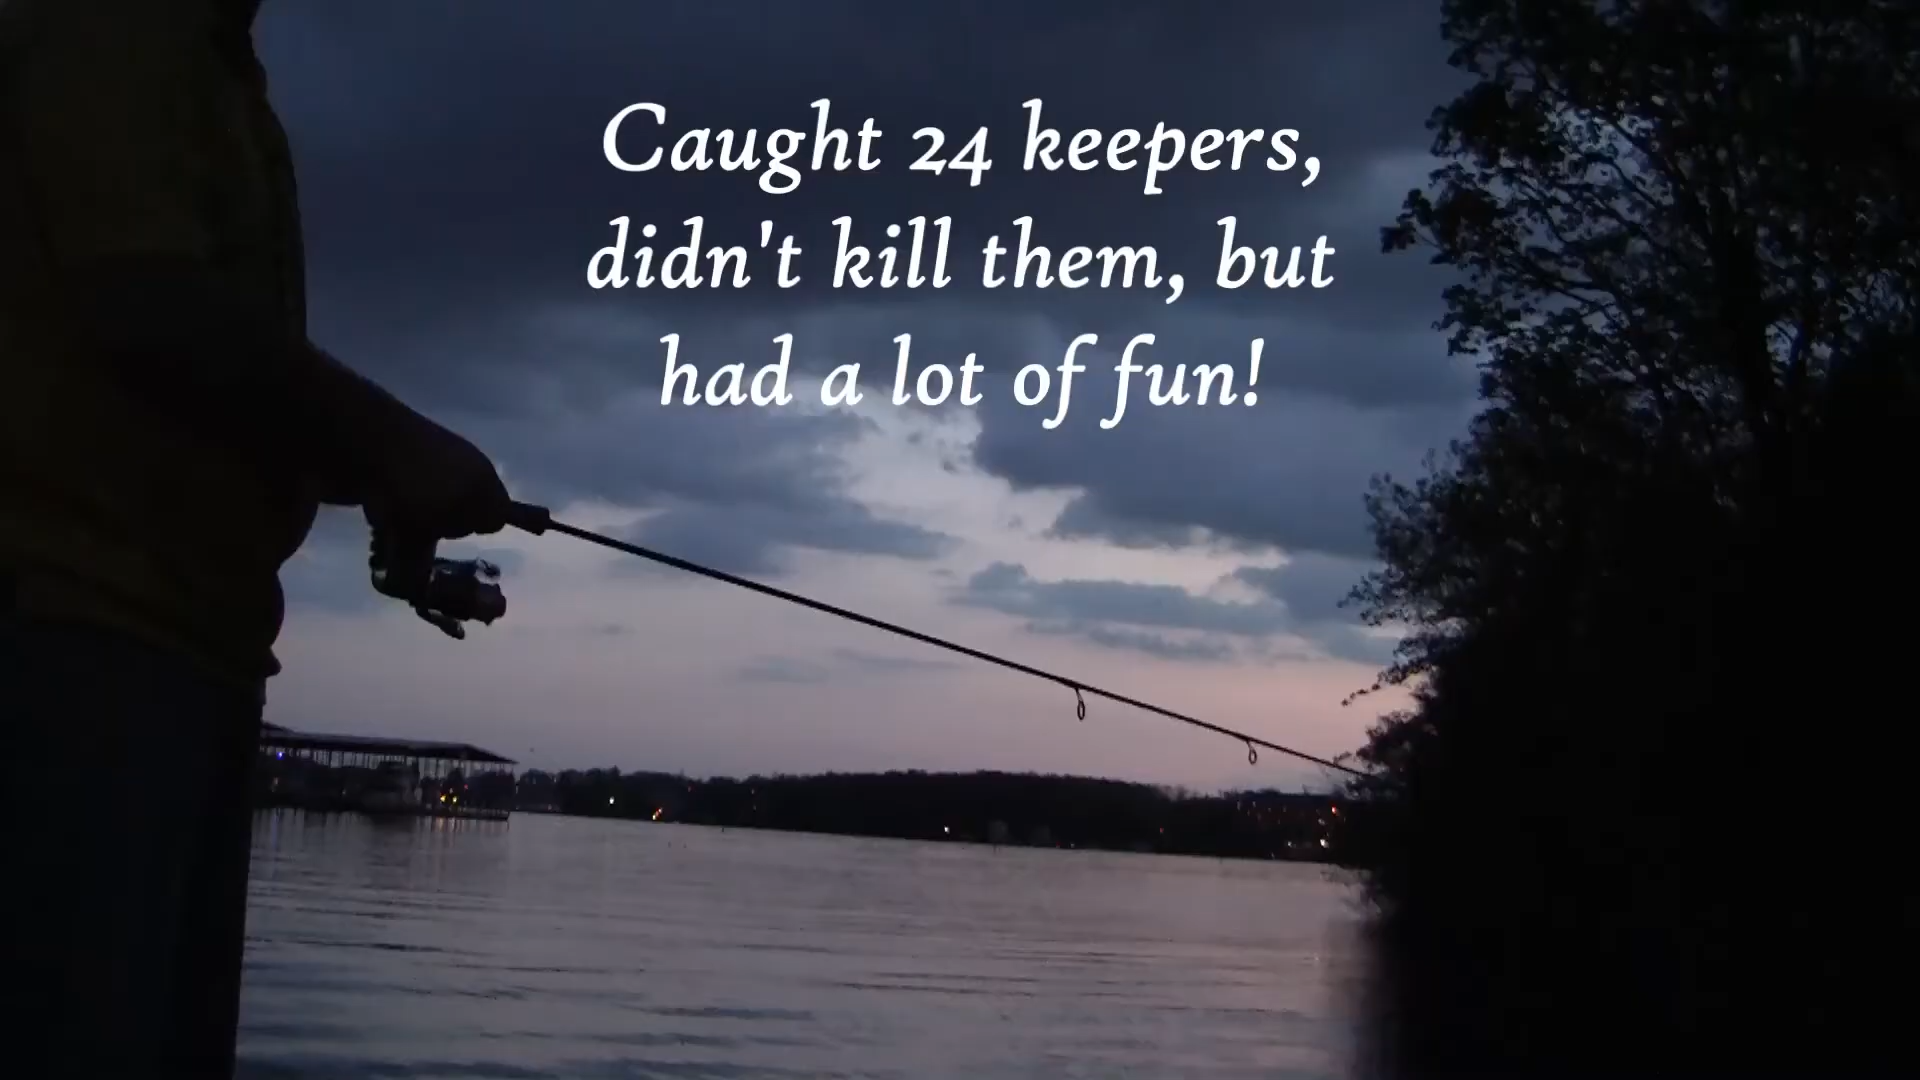 Caught 24 keepers,
didn't kill them, but
had a lot of fun!